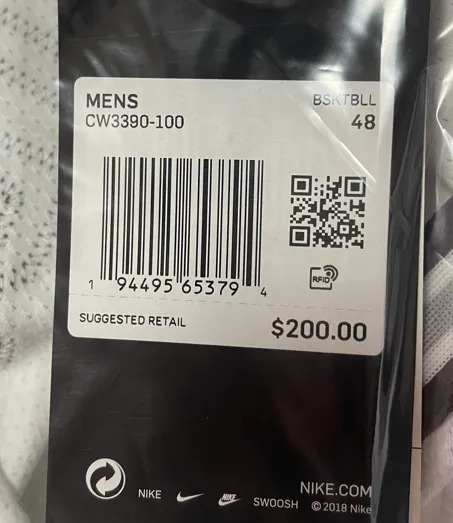 MENS BSKTBLL
CW3390-100 48
1 94495 65379 4
RFID
SUGGESTED RETAIL $200.00
NIKE.COM
NIKE NIKE SWOOSH © 2018 Nike